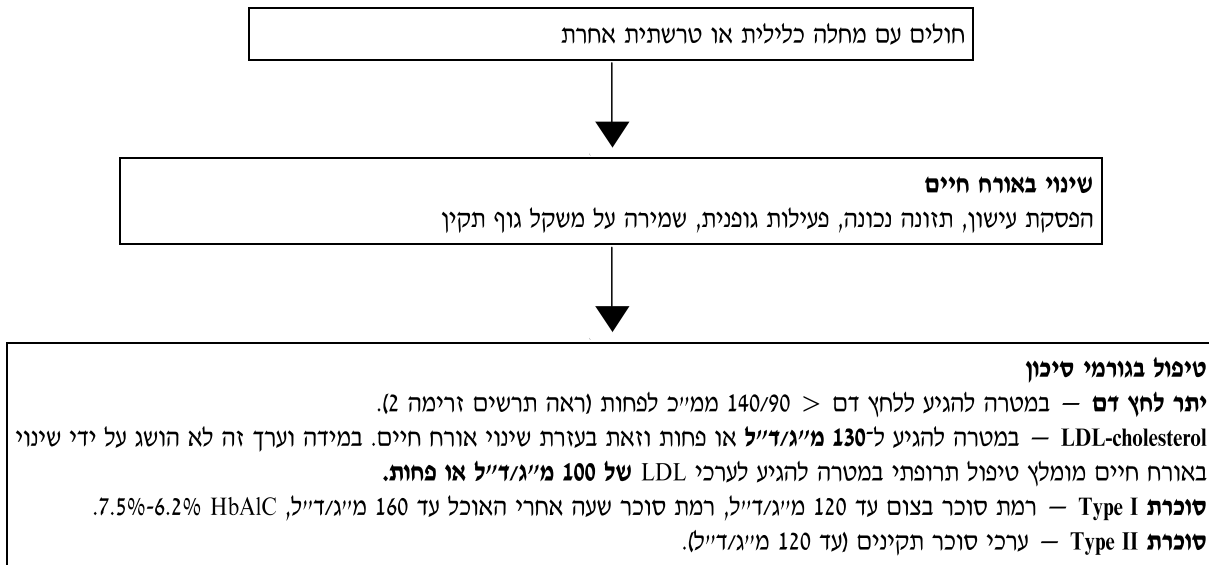 חולים עם מחלה כלילית או טרשתית אחרת
שינוי באורח חיים
הפסקת עישון, תזונה נכונה, פעילות גופנית, שמירה על משקל גוף תקין
טיפול בגורמי סיכון
יתר לחץ דם – במטרה להגיע ללחץ דם < 140/90 ממ״כ לפחות (ראה תרשים זרימה 2).
LDL-cholesterol – במטרה להגיע ל־130 מ״ג/ד״ל או פחות וזאת בעזרת שינוי אורח חיים. במידה וערך זה לא הושג על ידי שינוי
באורח חיים מומלץ טיפול תרופתי במטרה להגיע לערכי LDL של 100 מ״ג/ד״ל או פחות.
סוכרת Type I – רמת סוכר בצום עד 120 מ״ג/ד״ל, רמת סוכר שעה אחרי האוכל עד 160 מ״ג/ד״ל, HbAlC 7.5%-6.2%.
סוכרת Type II – ערכי סוכר תקינים (עד 120 מ״ג/ד״ל).